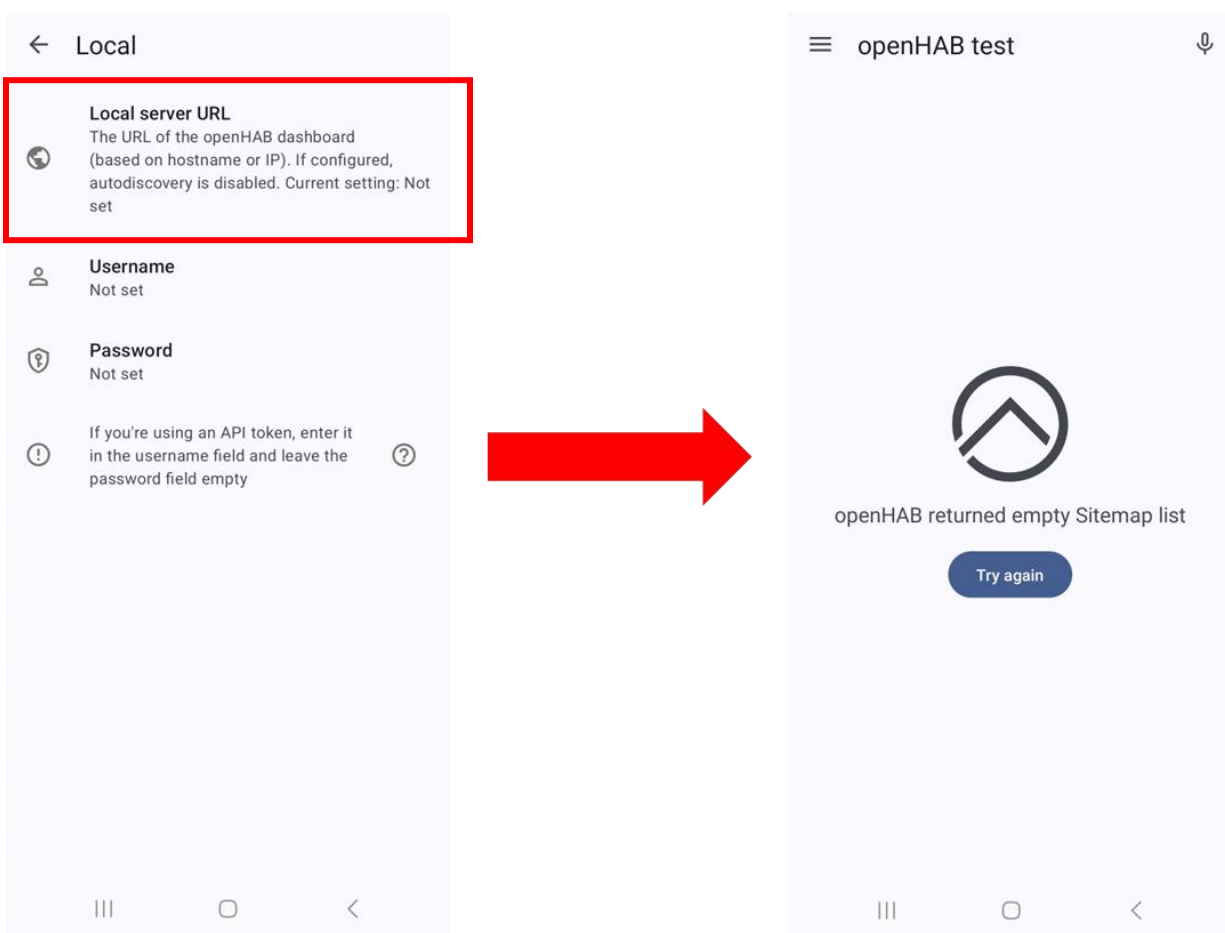 Local
Local server URL
The URL of the openHAB dashboard
(based on hostname or IP). If configured,
autodiscovery is disabled. Current setting: Not
set
Username
Not set
Password
Not set
If you're using an API token, enter it
in the username field and leave the
password field empty
openHAB test
openHAB returned empty Sitemap list
Try again